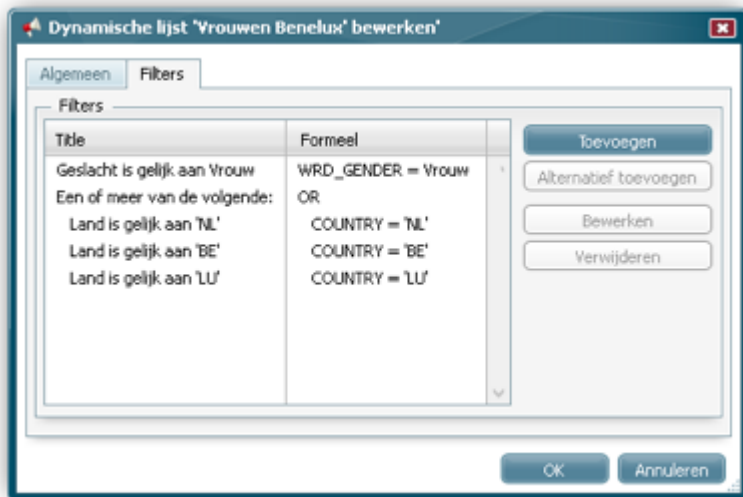 Dynamische lijst 'Vrouwen Benelux' bewerken'
Algemeen Filters
Filters
Title Formeel
Geslacht is gelijk aan Vrouw WRD_GENDER = Vrouw
Een of meer van de volgende: OR
Land is gelijk aan 'NL' COUNTRY = 'NL'
Land is gelijk aan 'BE' COUNTRY = 'BE'
Land is gelijk aan 'LU' COUNTRY = 'LU'
Toevoegen
Alternatief toevoegen
Bewerken
Verwijderen
OK Annuleren